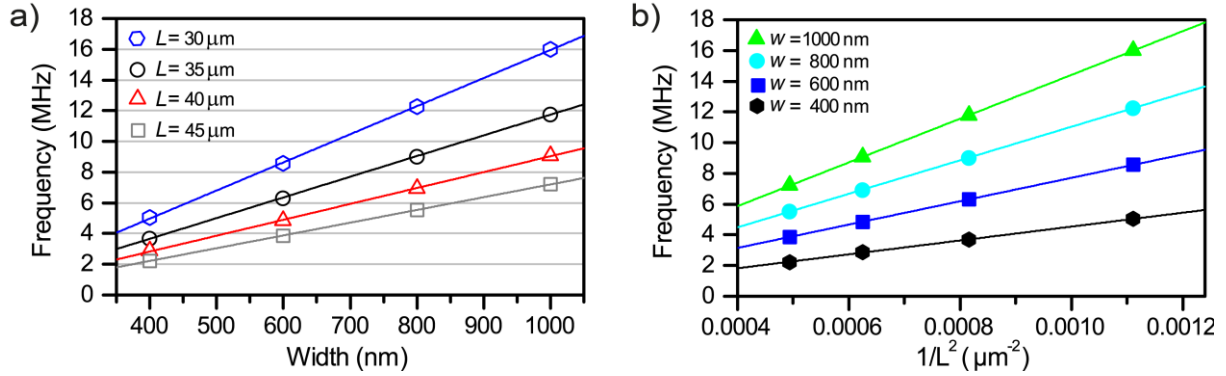 a)
18
16
14
12
10
8
6
4
2
0
Frequency (MHz)
L= 30 μm
L= 35 μm
L= 40 μm
L= 45 μm
400 500 600 700 800 900 1000
Width (nm)
b)
18
16
14
12
10
8
6
4
2
0
Frequency (MHz)
w = 1000 nm
w = 800 nm
w = 600 nm
w = 400 nm
0.0004 0.0006 0.0008 0.0010 0.0012
1/L² (μm⁻²)